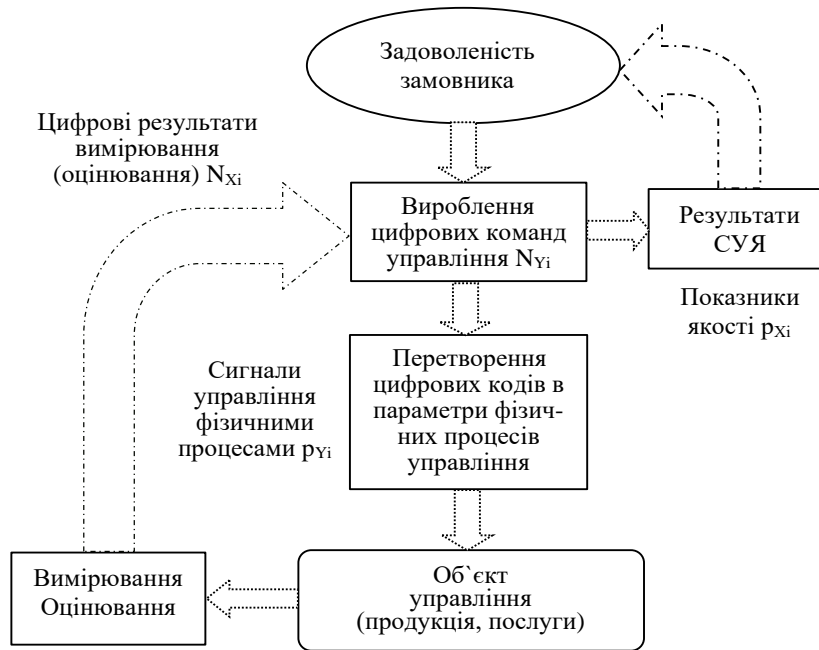 Задоволеність
замовника
Цифрові результати
вимірювання
(оцінювання) NXi
Вироблення
цифрових команд
управління NYi
Результати
СУЯ
Показники
якості pXi
Сигнали
управління
фізичними
процесами pYi
Перетворення
цифрових кодів в
параметри фізич-
них процесів
управління
Вимірювання
Оцінювання
Об`єкт
управління
(продукція, послуги)